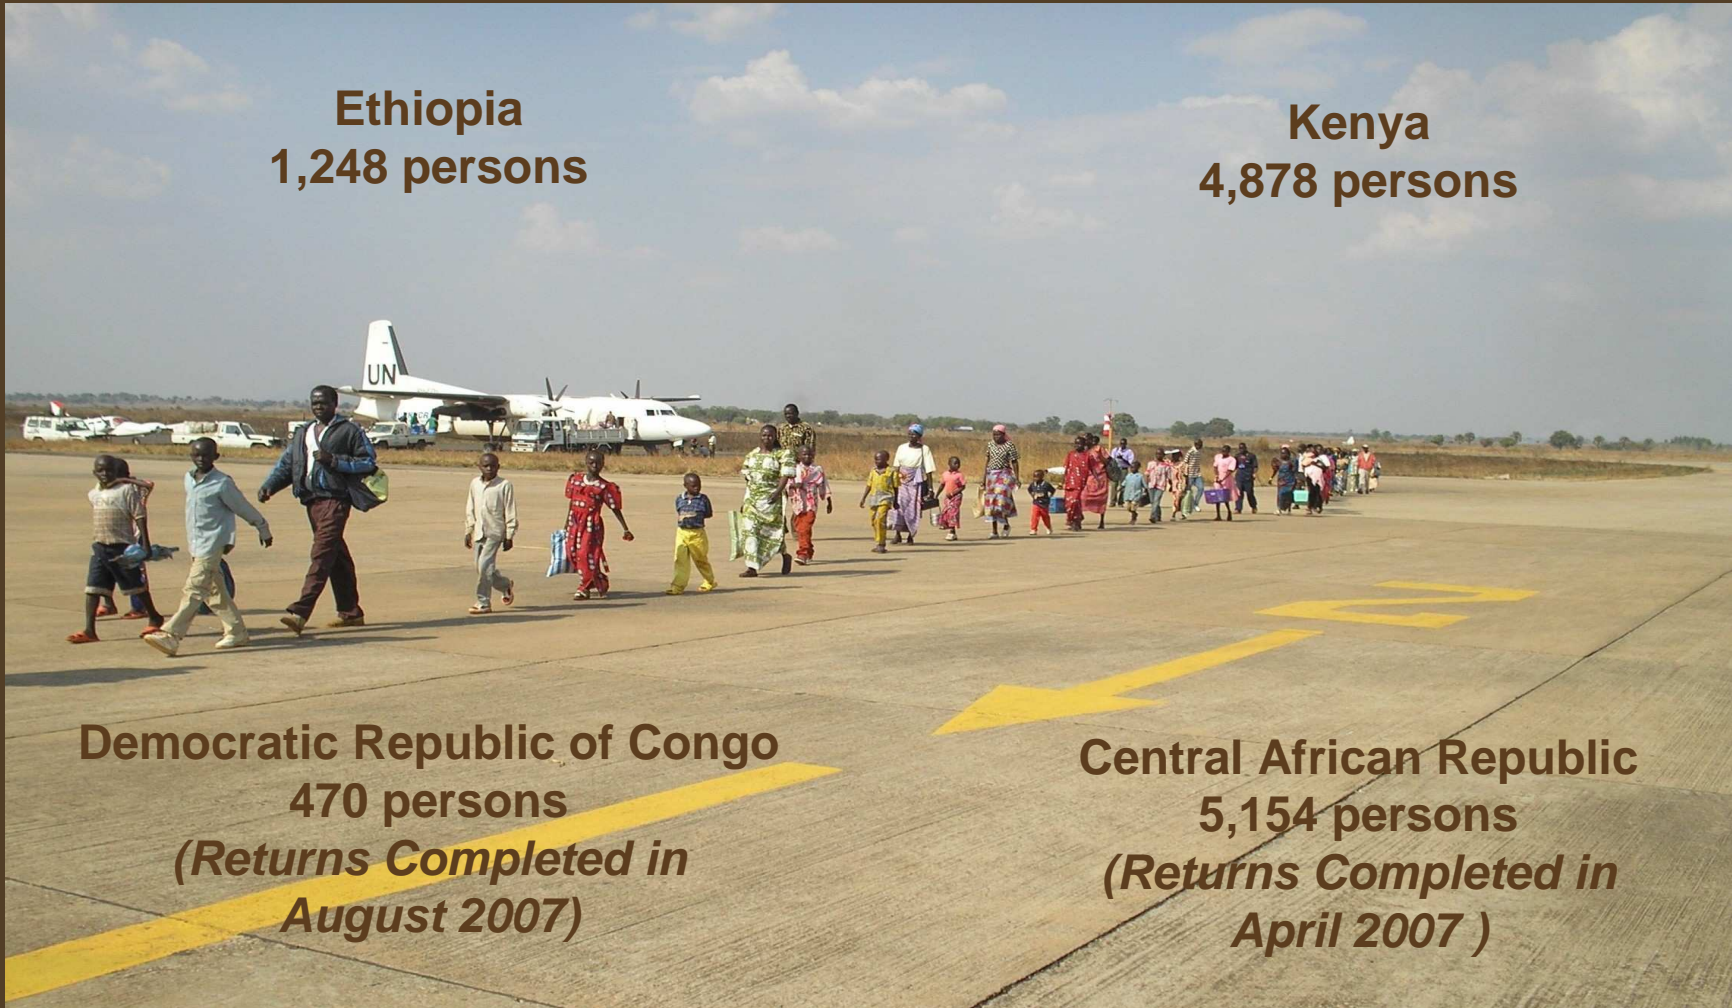 Ethiopia
1,248 persons
Kenya
4,878 persons
UN
2
Democratic Republic of Congo
470 persons
(Returns Completed in
August 2007)
Central African Republic
5,154 persons
(Returns Completed in
April 2007 )